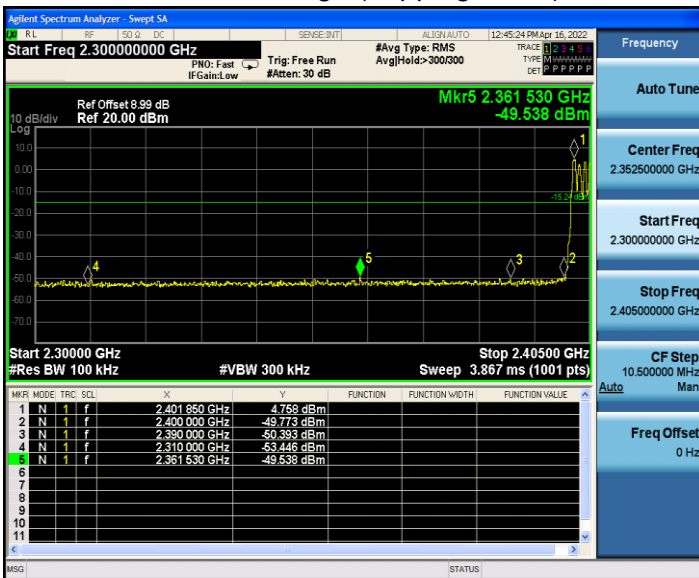 Agilent Spectrum Analyzer - Swept SA
RL RF 50 Ω DC SENSE:INT ALIGN AUTO 12:45:24 PM Apr 16, 2022
Start Freq 2.300000000 GHz
PNO: Fast
IFGain:Low
Trig: Free Run
#Atten: 30 dB
#Avg Type: RMS
Avg|Hold:>300/300
TRACE 1 2 3 4 5 6
TYPE M
DET P P P P P P
Ref Offset 8.99 dB
10 dB/div Ref 20.00 dBm
Log
Mkr5 2.361 530 GHz
-49.538 dBm
10.0
0.00
-10.0
-20.0
-30.0
-40.0
-50.0
-60.0
-70.0
1
2
3
4
5
Start 2.30000 GHz Stop 2.40500 GHz
#Res BW 100 kHz #VBW 300 kHz Sweep 3.867 ms (1001 pts)
MKR MODE TRC SCL X Y FUNCTION FUNCTION WIDTH FUNCTION VALUE
1 N 1 f 2.401 850 GHz 4.758 dBm
2 N 1 f 2.400 000 GHz -49.773 dBm
3 N 1 f 2.390 000 GHz -50.393 dBm
4 N 1 f 2.310 000 GHz -53.446 dBm
5 N 1 f 2.361 530 GHz -49.538 dBm
6
7
8
9
10
11
MSG STATUS
Frequency
Auto Tune
Center Freq
2.352500000 GHz
Start Freq
2.300000000 GHz
Stop Freq
2.405000000 GHz
CF Step
10.500000 MHz
Auto Man
Freq Offset
0 Hz